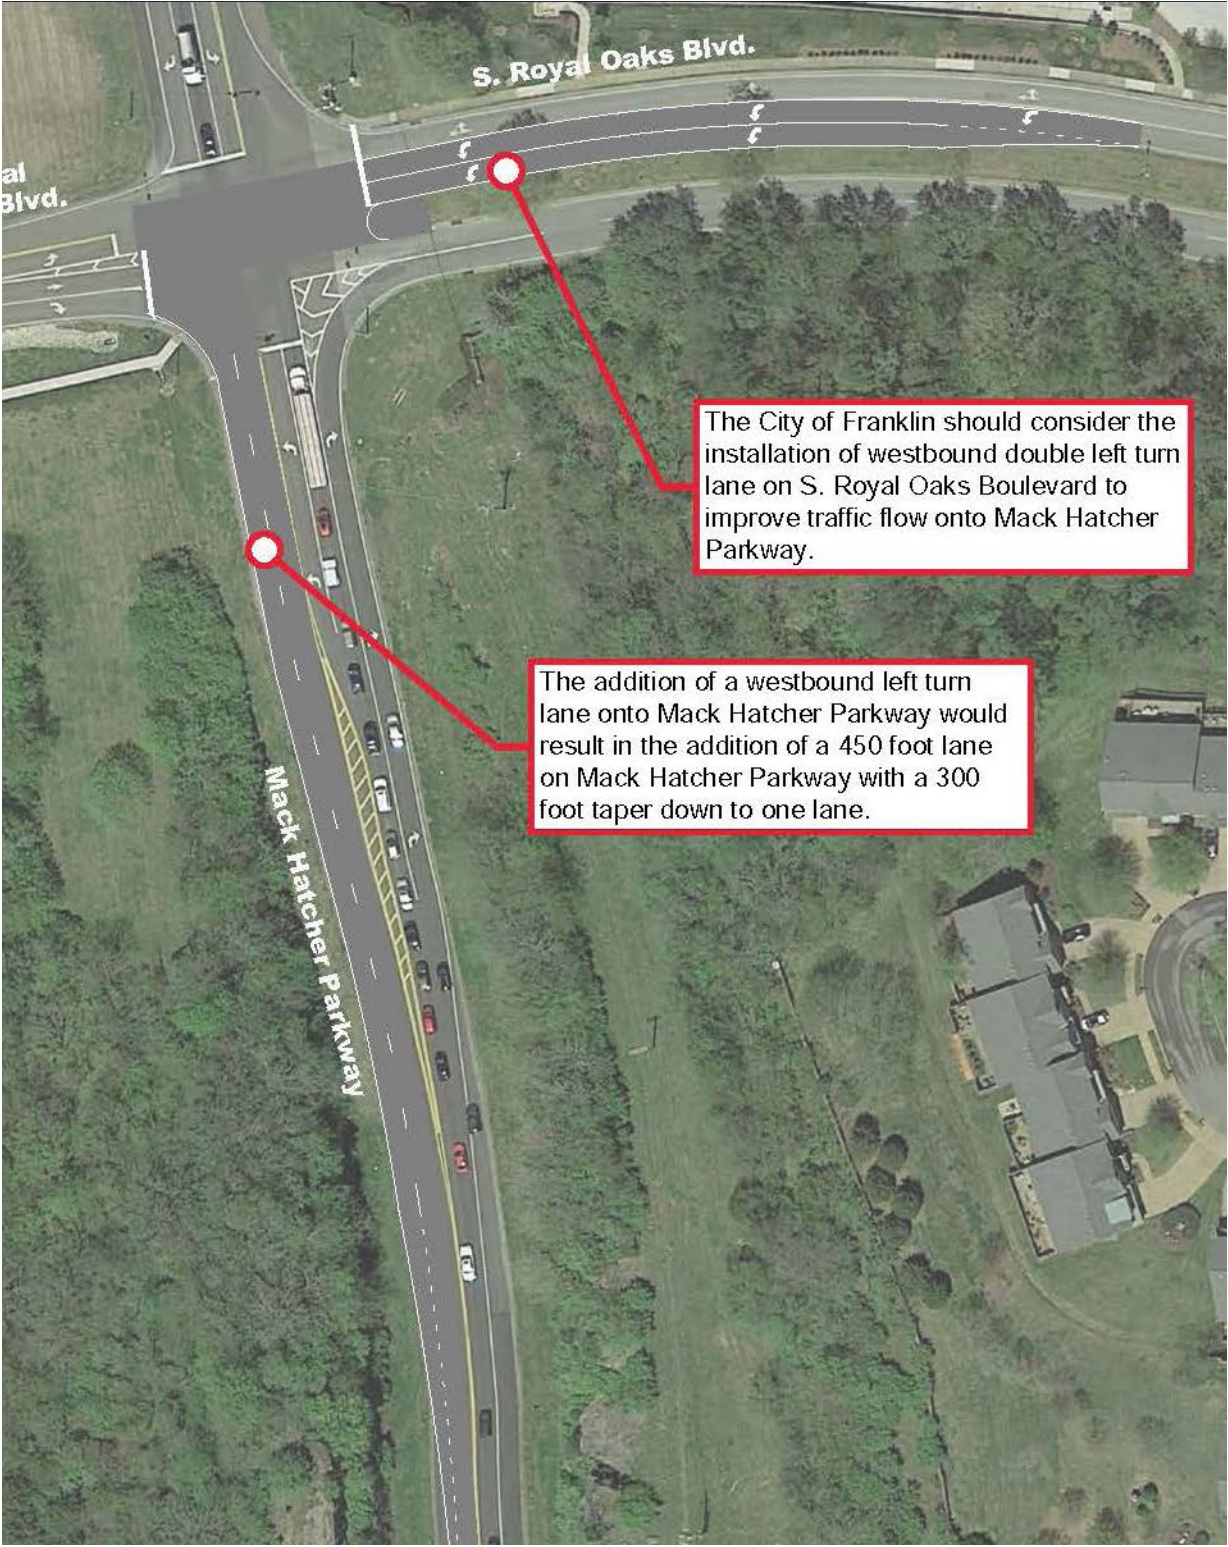 S. Royal Oaks Blvd.
al
Blvd.
The City of Franklin should consider the
installation of westbound double left turn
lane on S. Royal Oaks Boulevard to
improve traffic flow onto Mack Hatcher
Parkway.
The addition of a westbound left turn
lane onto Mack Hatcher Parkway would
result in the addition of a 450 foot lane
on Mack Hatcher Parkway with a 300
foot taper down to one lane.
Mack Hatcher Parkway